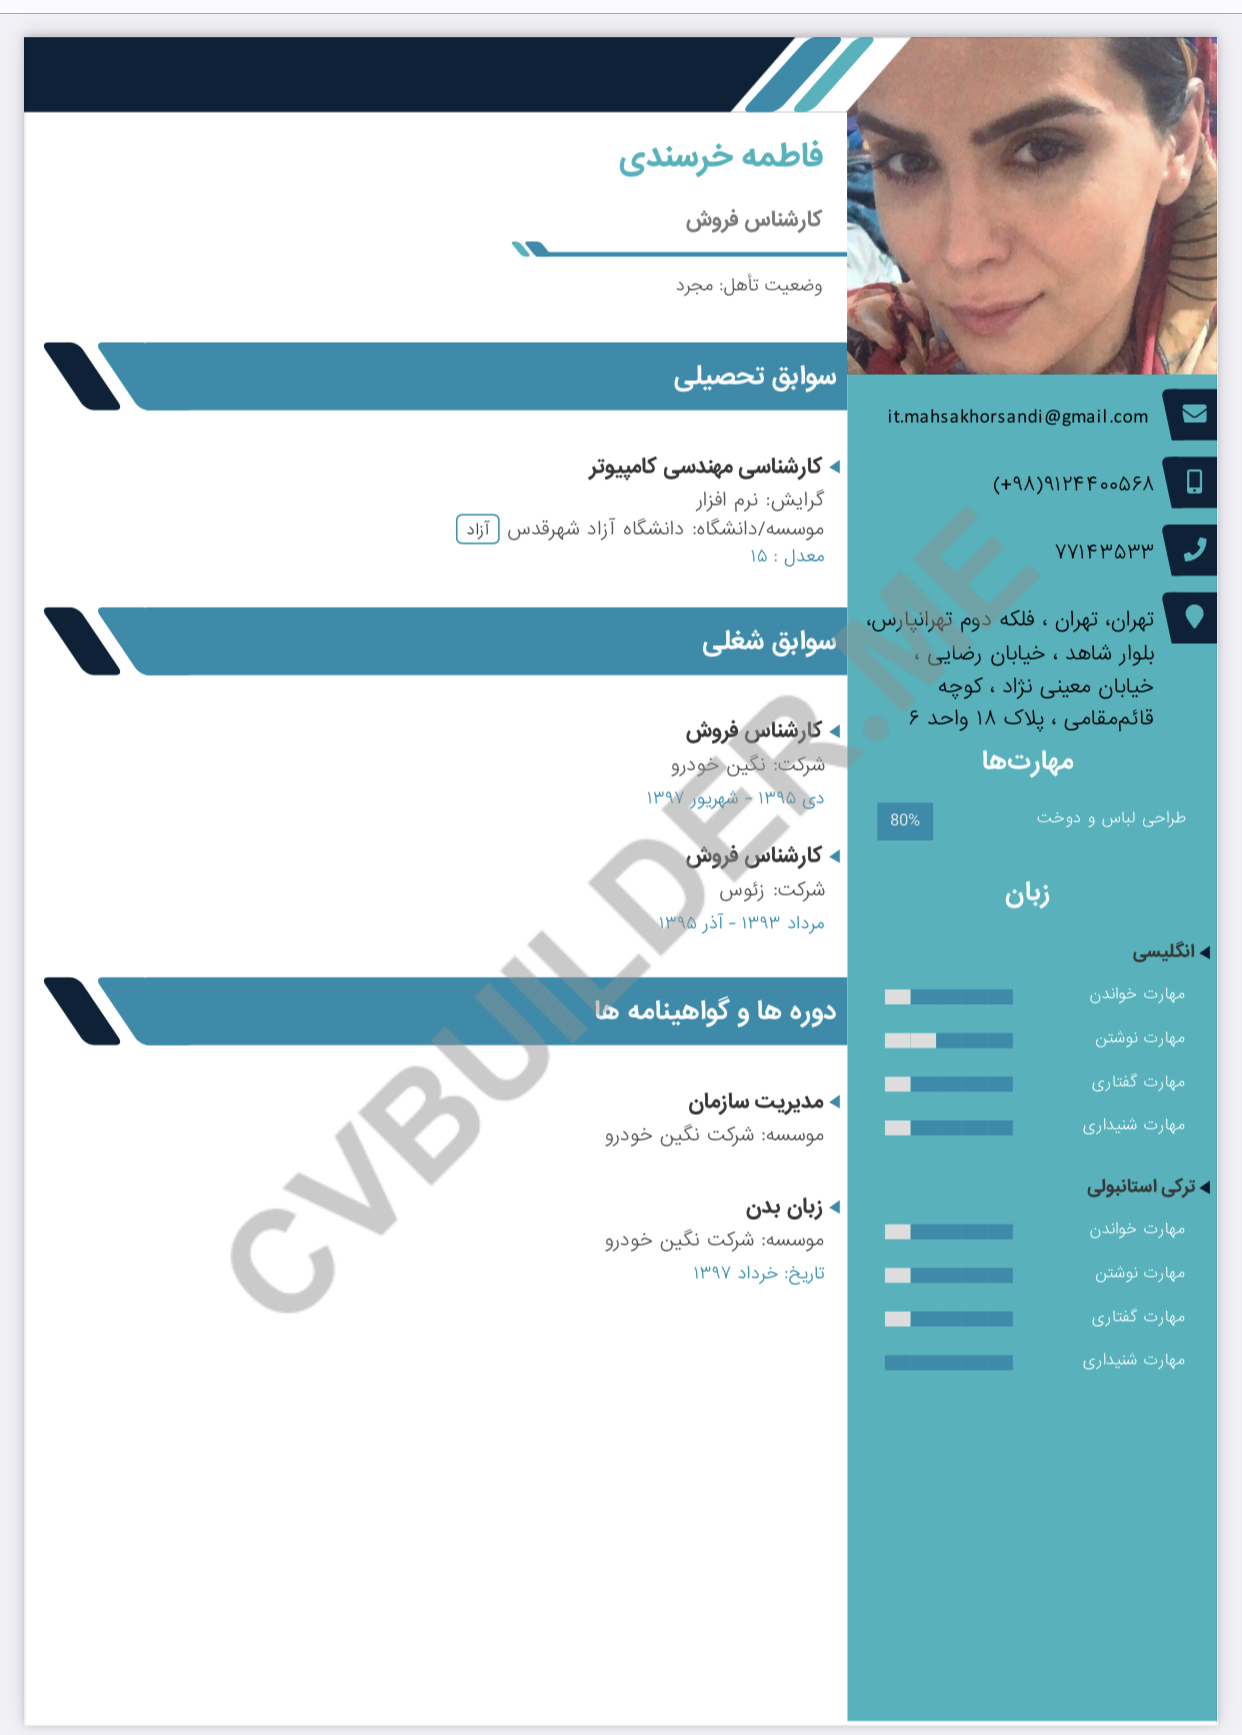 فاطمه خرسندی
کارشناس فروش
وضعیت تأهل: مجرد
سوابق تحصیلی
کارشناسی مهندسی کامپیوتر
گرایش: نرم افزار
موسسه/دانشگاه: دانشگاه آزاد شهرقدس آزاد
معدل : ۱۵
سوابق شغلی
کارشناس فروش
شرکت: نگین خودرو
دی ۱۳۹۵ - شهریور ۱۳۹۷
کارشناس فروش
شرکت: زئوس
مرداد ۱۳۹۳ - آذر ۱۳۹۵
دوره ها و گواهینامه ها
مدیریت سازمان
موسسه: شرکت نگین خودرو
زبان بدن
موسسه: شرکت نگین خودرو
تاریخ: خرداد ۱۳۹۷
it.mahsakhorsandi@gmail.com
(+۹۸)۹۱۲۴۴۰۰۵۶۸
۷۷۱۴۳۵۳۳
تهران، تهران ، فلکه دوم تهرانپارس،
بلوار شاهد ، خیابان رضایی ،
خیابان معینی نژاد ، کوچه
قائم‌مقامی ، پلاک ۱۸ واحد ۶
مهارت‌ها
طراحی لباس و دوخت 80%
زبان
انگلیسی
مهارت خواندن
مهارت نوشتن
مهارت گفتاری
مهارت شنیداری
ترکی استانبولی
مهارت خواندن
مهارت نوشتن
مهارت گفتاری
مهارت شنیداری
CVBUILDER.ME